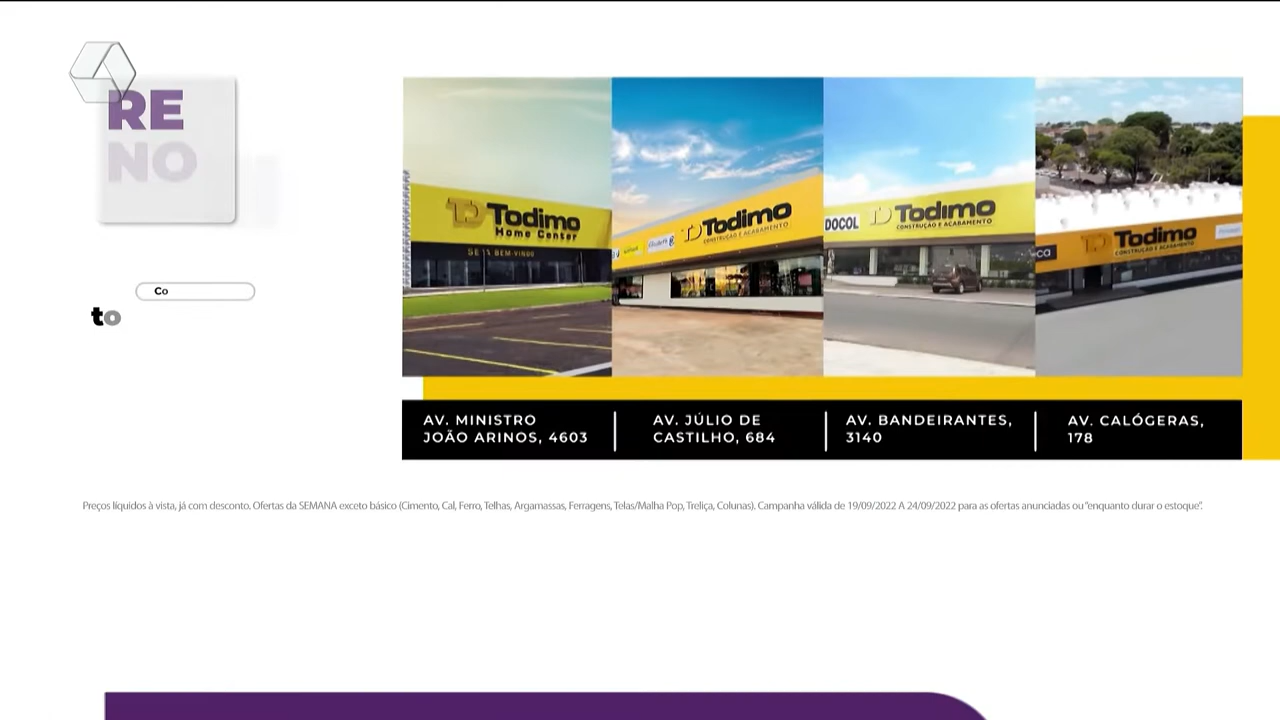 RE
NO
Co
to
Todimo
Home Center
SEJA BEM-VINDO
Todimo
CONSTRUÇÃO E ACABAMENTO
DOCOL
Todimo
CONSTRUÇÃO E ACABAMENTO
ca
Todimo
CONSTRUÇÃO E ACABAMENTO
AV. MINISTRO
JOÃO ARINOS, 4603
AV. JÚLIO DE
CASTILHO, 684
AV. BANDEIRANTES,
3140
AV. CALÓGERAS,
178
Preços líquidos à vista, já com desconto. Ofertas da SEMANA exceto básico (Cimento, Cal, Ferro, Telhas, Argamassas, Ferragens, Telas/Malha Pop, Treliça, Colunas). Campanha válida de 19/09/2022 A 24/09/2022 para as ofertas anunciadas ou "enquanto durar o estoque".